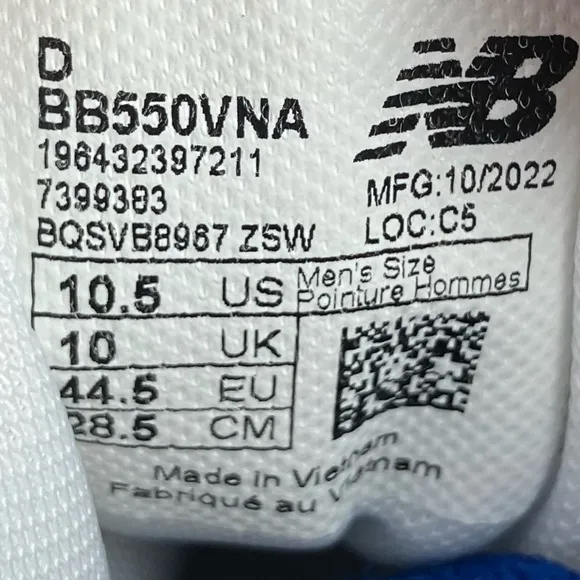 D
BB550VNA
196432397211
7399383
BQSVB8967 ZSW
NB
MFG:10/2022
LOC:C5
10.5 US Men's Size
Pointure Hommes
10 UK
44.5 EU
28.5 CM
Made in Vietnam
Fabriqué au Vietnam